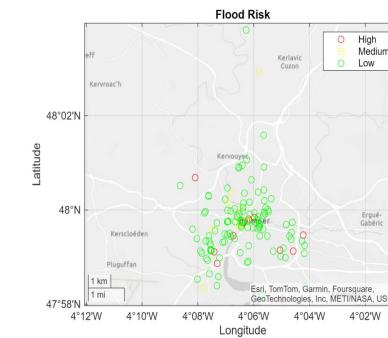 Flood Risk
High
Medium
Low
eff
Kerlavic
Cuzon
Kervroac'h
48°02'N
Kervouyec
Latitude
48°N
Ergué-
Gabéric
Kerscloéden
Pluguffan
1 km
1 mi
Esri, TomTom, Garmin, Foursquare,
GeoTechnologies, Inc, METI/NASA, US
47°58'N
4°12'W 4°10'W 4°08'W 4°06'W 4°04'W 4°02'W
Longitude